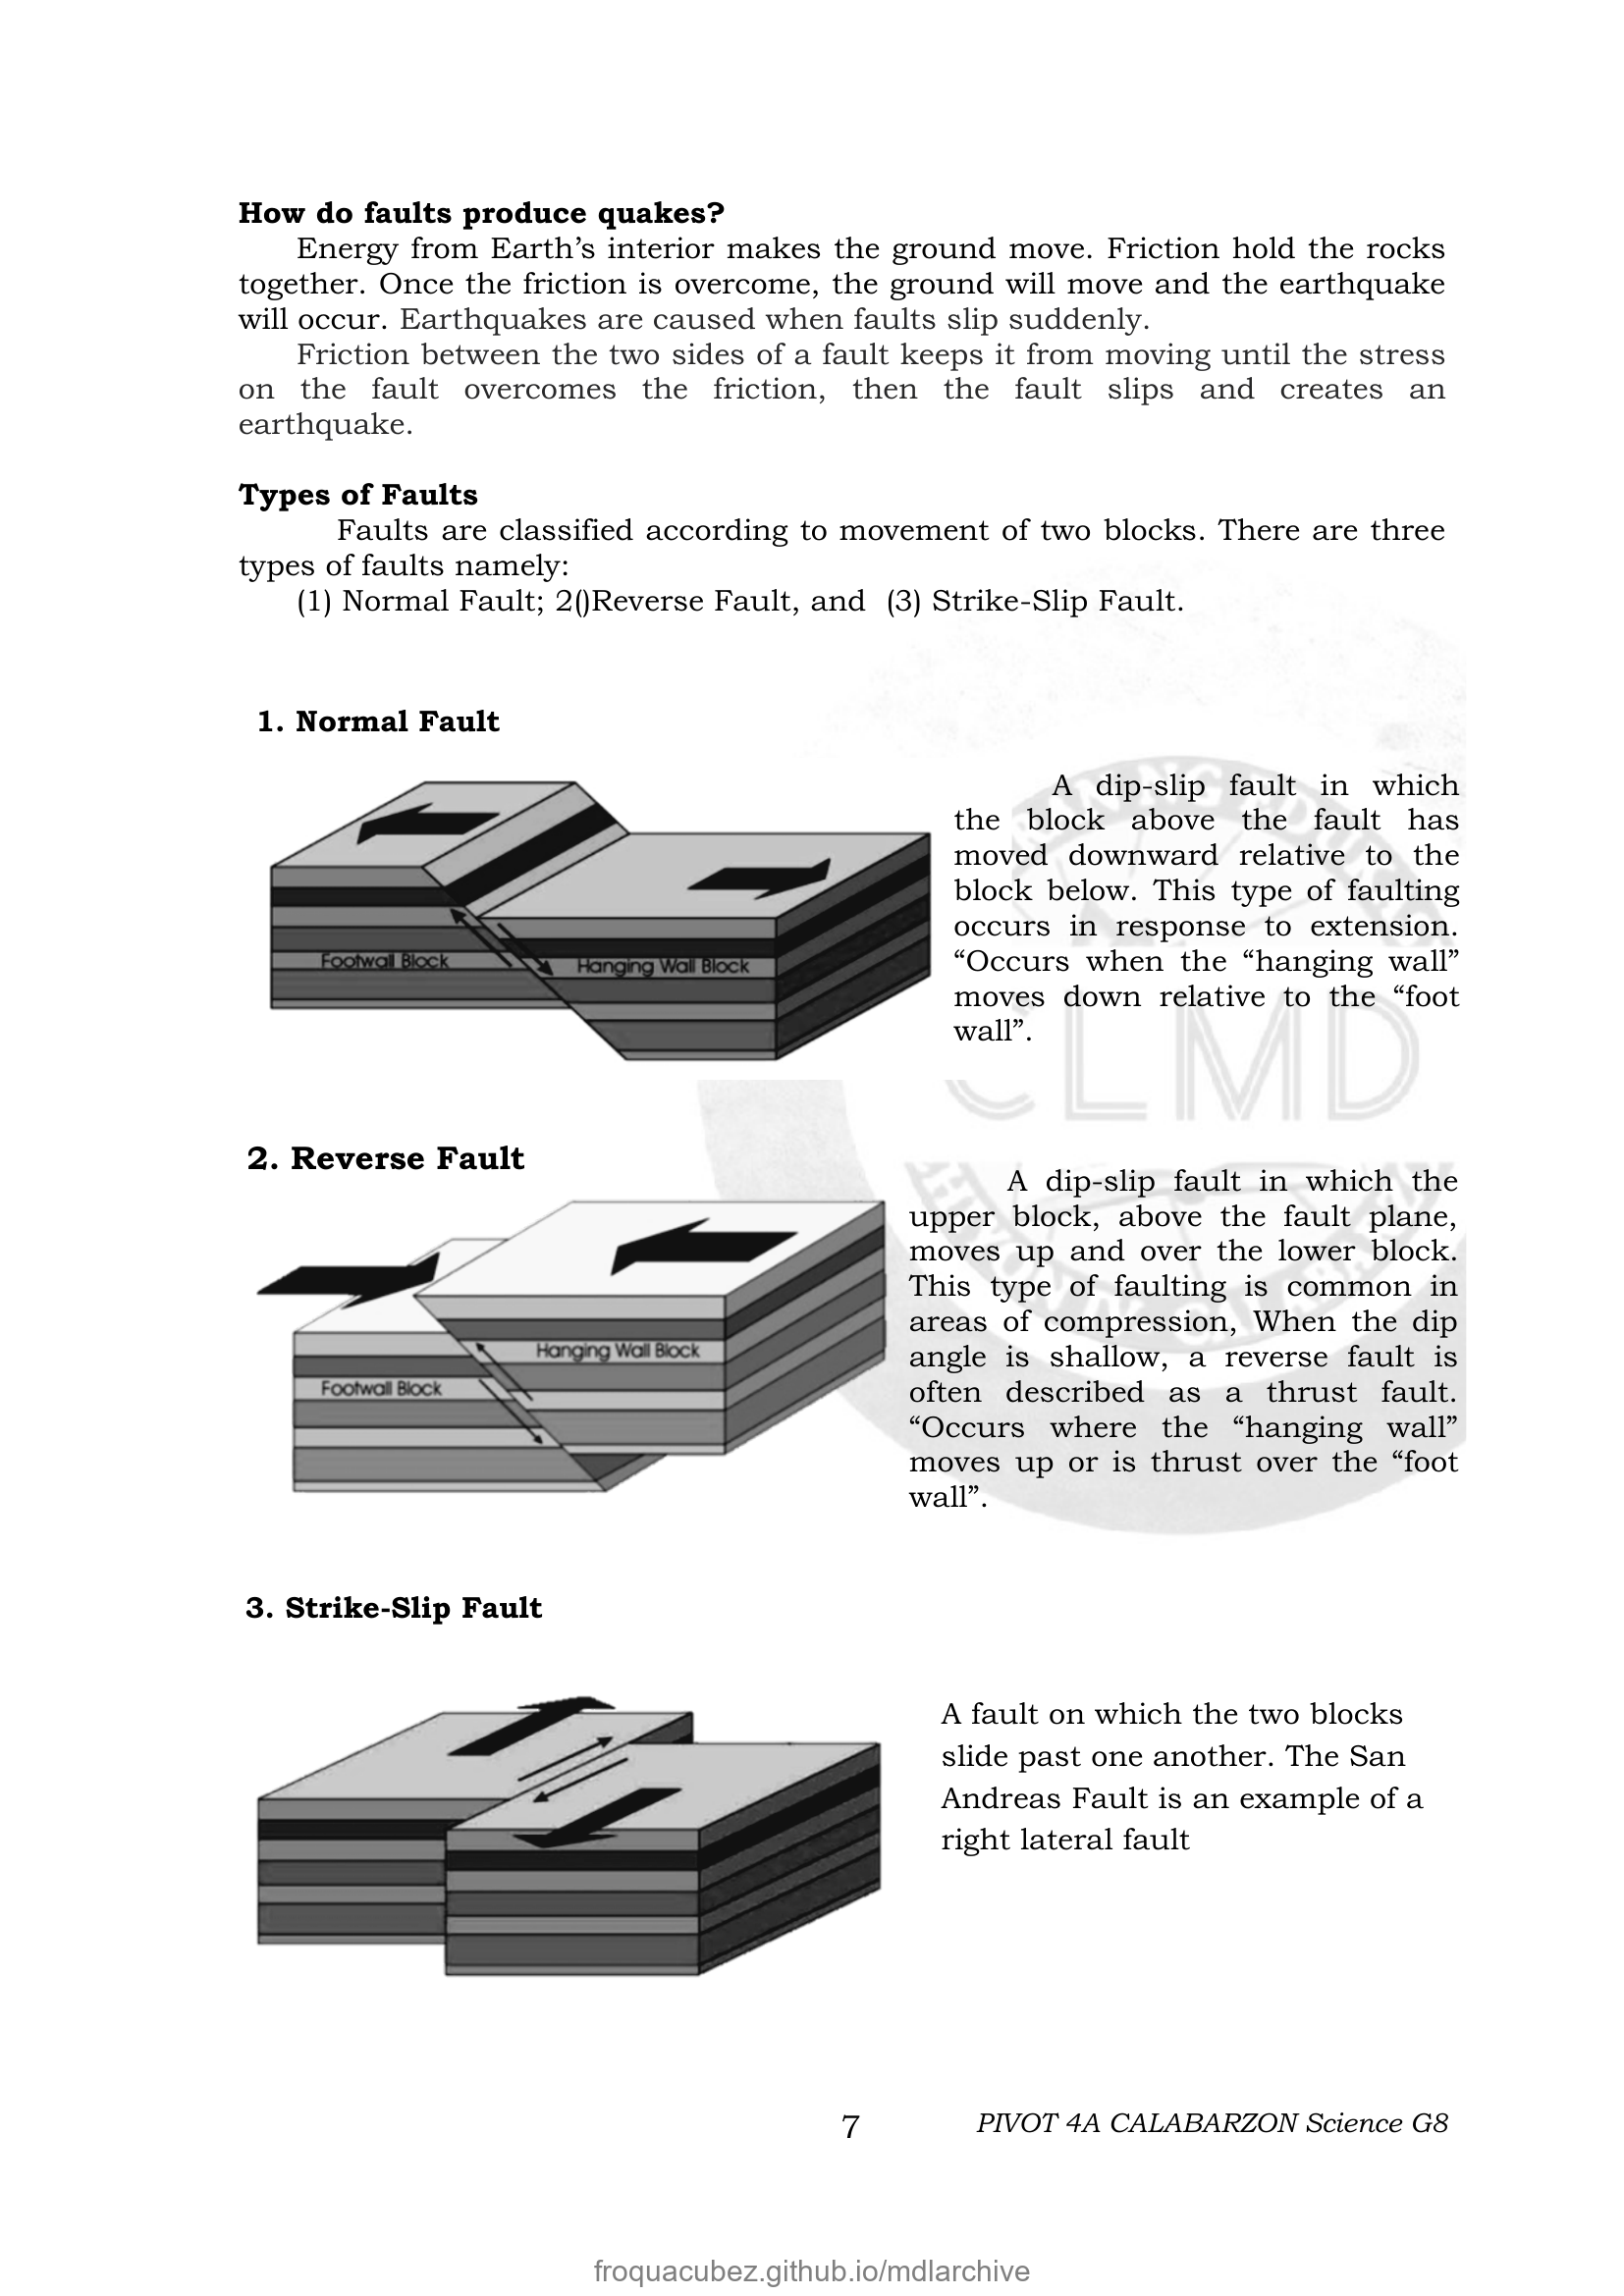 How do faults produce quakes?
Energy from Earth’s interior makes the ground move. Friction hold the rocks
together. Once the friction is overcome, the ground will move and the earthquake
will occur. Earthquakes are caused when faults slip suddenly.
Friction between the two sides of a fault keeps it from moving until the stress
on the fault overcomes the friction, then the fault slips and creates an
earthquake.
Types of Faults
Faults are classified according to movement of two blocks. There are three
types of faults namely:
(1) Normal Fault; 2()Reverse Fault, and (3) Strike-Slip Fault.
1. Normal Fault
Footwall Block
Hanging Wall Block
A dip-slip fault in which
the block above the fault has
moved downward relative to the
block below. This type of faulting
occurs in response to extension.
“Occurs when the “hanging wall”
moves down relative to the “foot
wall”.
CLMD
2. Reverse Fault
Hanging Wall Block
Footwall Block
A dip-slip fault in which the
upper block, above the fault plane,
moves up and over the lower block.
This type of faulting is common in
areas of compression, When the dip
angle is shallow, a reverse fault is
often described as a thrust fault.
“Occurs where the “hanging wall”
moves up or is thrust over the “foot
wall”.
3. Strike-Slip Fault
A fault on which the two blocks
slide past one another. The San
Andreas Fault is an example of a
right lateral fault
7
PIVOT 4A CALABARZON Science G8
froquacubez.github.io/mdlarchive